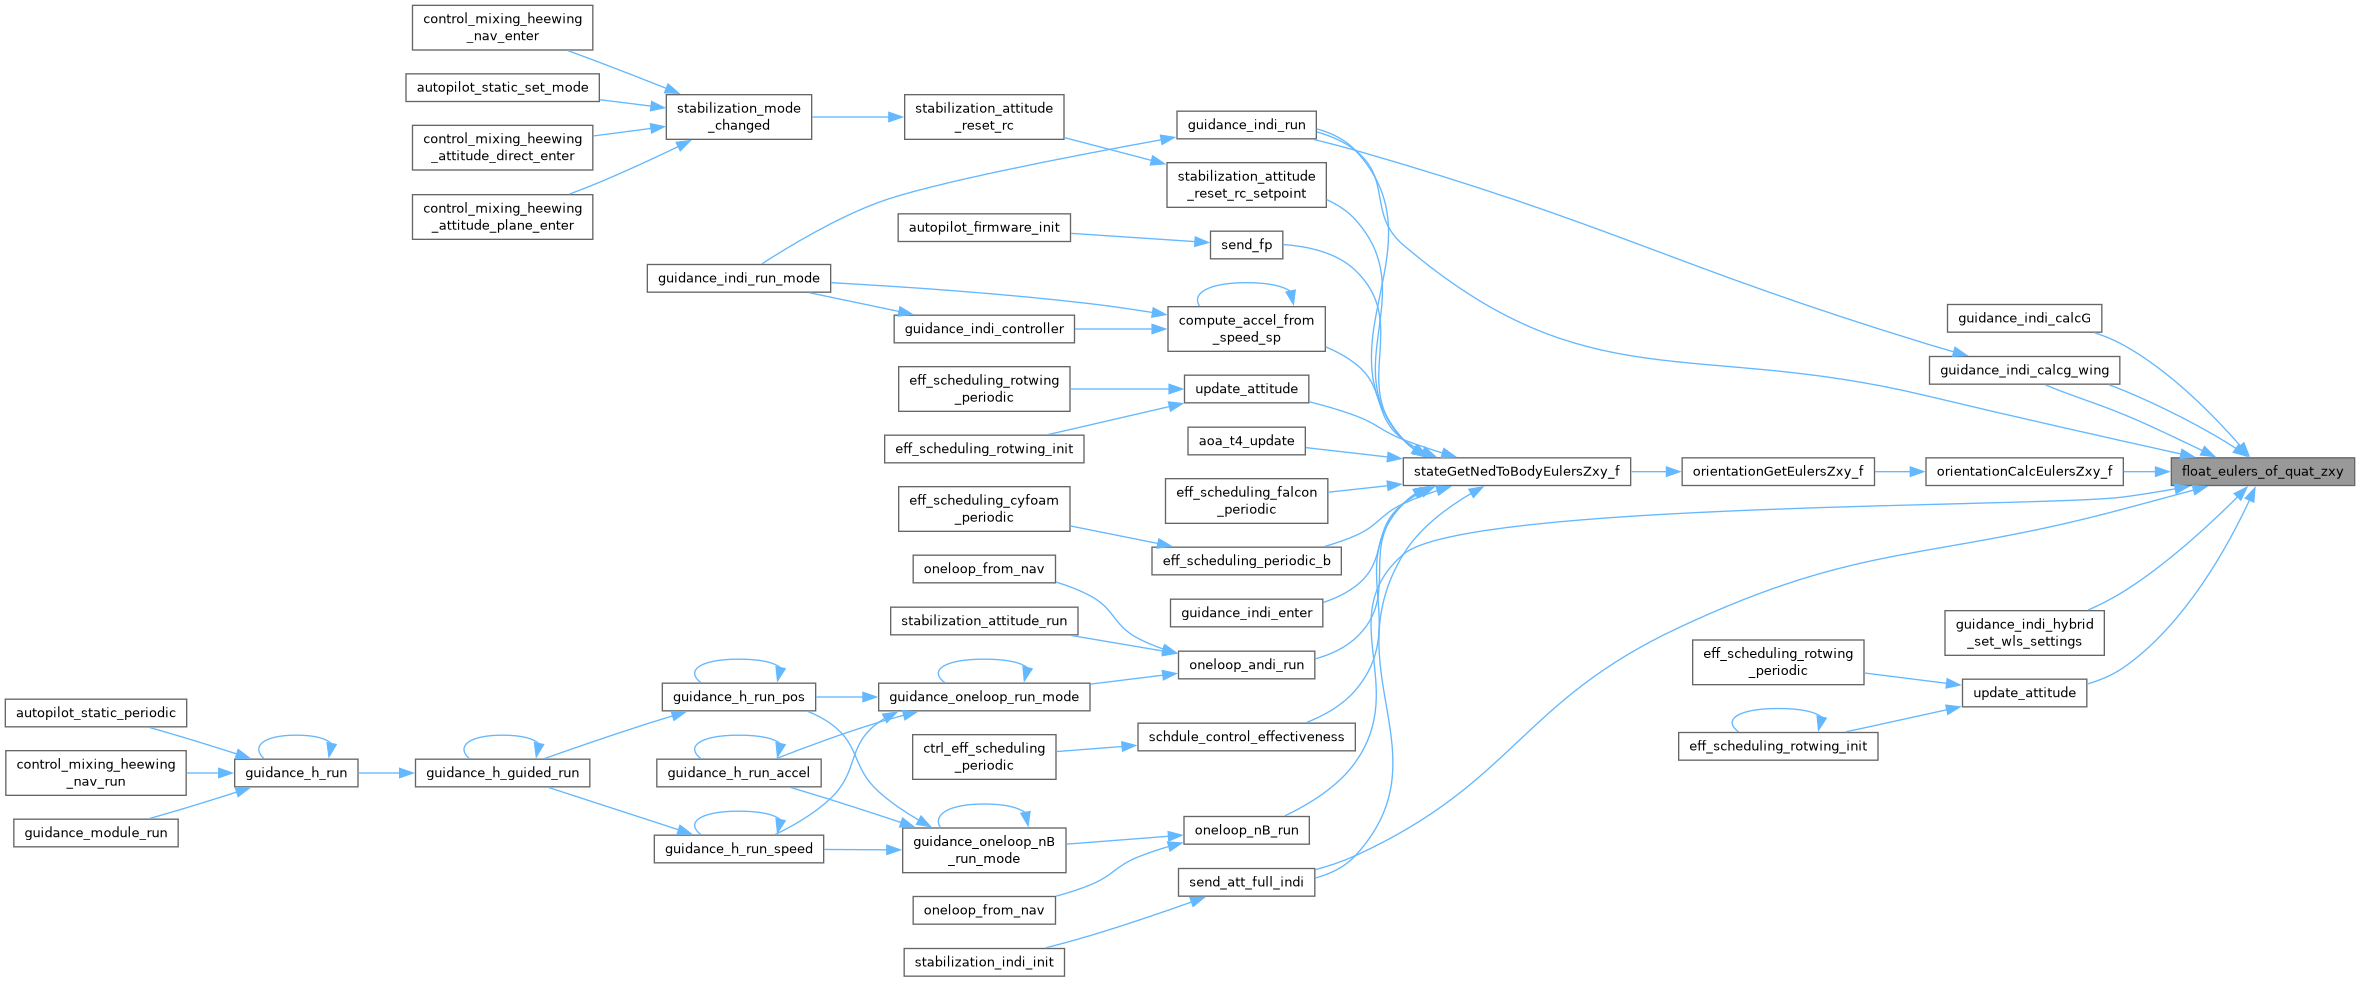 control_mixing_heewing
_nav_enter
autopilot_static_set_mode
control_mixing_heewing
_attitude_direct_enter
control_mixing_heewing
_attitude_plane_enter
stabilization_mode
_changed
stabilization_attitude
_reset_rc
guidance_indi_run
stabilization_attitude
_reset_rc_setpoint
autopilot_firmware_init
send_fp
guidance_indi_run_mode
guidance_indi_controller
compute_accel_from
_speed_sp
eff_scheduling_rotwing
_periodic
update_attitude
eff_scheduling_rotwing_init
aoa_t4_update
eff_scheduling_falcon
_periodic
eff_scheduling_cyfoam
_periodic
eff_scheduling_periodic_b
oneloop_from_nav
guidance_indi_enter
stabilization_attitude_run
oneloop_andi_run
guidance_h_run_pos
guidance_oneloop_run_mode
autopilot_static_periodic
control_mixing_heewing
_nav_run
guidance_module_run
guidance_h_run
guidance_h_guided_run
guidance_h_run_accel
guidance_h_run_speed
ctrl_eff_scheduling
_periodic
schdule_control_effectiveness
guidance_oneloop_nB
_run_mode
oneloop_nB_run
send_att_full_indi
oneloop_from_nav
stabilization_indi_init
stateGetNedToBodyEulersZxy_f
orientationGetEulersZxy_f
orientationCalcEulersZxy_f
float_eulers_of_quat_zxy
guidance_indi_calcG
guidance_indi_calcg_wing
guidance_indi_hybrid
_set_wls_settings
eff_scheduling_rotwing
_periodic
update_attitude
eff_scheduling_rotwing_init